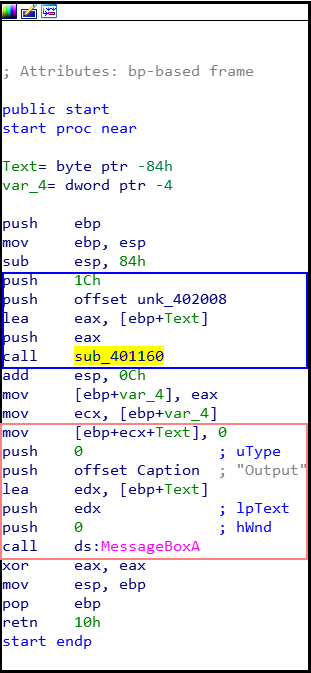 ; Attributes: bp-based frame
public start
start proc near
Text= byte ptr -84h
var_4= dword ptr -4
push ebp
mov ebp, esp
sub esp, 84h
push 1Ch
push offset unk_402008
lea eax, [ebp+Text]
push eax
call sub_401160
add esp, 0Ch
mov [ebp+var_4], eax
mov ecx, [ebp+var_4]
mov [ebp+ecx+Text], 0
push 0 ; uType
push offset Caption ; "Output"
lea edx, [ebp+Text]
push edx ; lpText
push 0 ; hWnd
call ds:MessageBoxA
xor eax, eax
mov esp, ebp
pop ebp
retn 10h
start endp